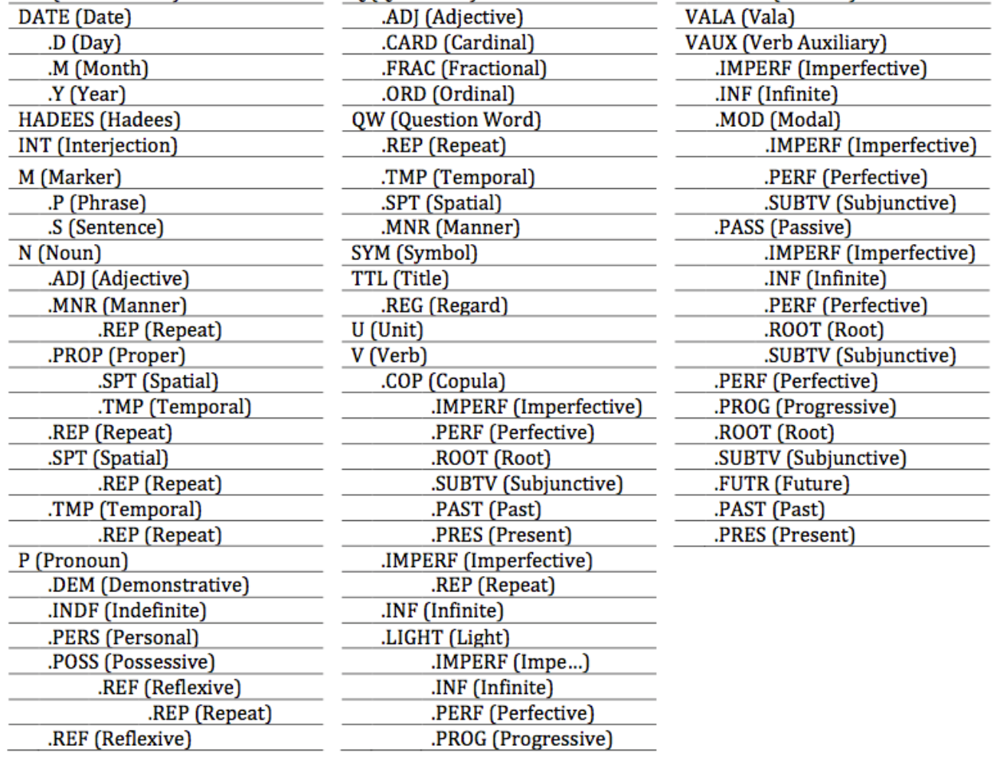 DATE (Date)
.D (Day)
.M (Month)
.Y (Year)
HADEES (Hadees)
INT (Interjection)
M (Marker)
.P (Phrase)
.S (Sentence)
N (Noun)
.ADJ (Adjective)
.MNR (Manner)
.REP (Repeat)
.PROP (Proper)
.SPT (Spatial)
.TMP (Temporal)
.REP (Repeat)
.SPT (Spatial)
.REP (Repeat)
.TMP (Temporal)
.REP (Repeat)
P (Pronoun)
.DEM (Demonstrative)
.INDF (Indefinite)
.PERS (Personal)
.POSS (Possessive)
.REF (Reflexive)
.REP (Repeat)
.REF (Reflexive)
.ADJ (Adjective)
.CARD (Cardinal)
.FRAC (Fractional)
.ORD (Ordinal)
QW (Question Word)
.REP (Repeat)
.TMP (Temporal)
.SPT (Spatial)
.MNR (Manner)
SYM (Symbol)
TTL (Title)
.REG (Regard)
U (Unit)
V (Verb)
.COP (Copula)
.IMPERF (Imperfective)
.PERF (Perfective)
.ROOT (Root)
.SUBTV (Subjunctive)
.PAST (Past)
.PRES (Present)
.IMPERF (Imperfective)
.REP (Repeat)
.INF (Infinite)
.LIGHT (Light)
.IMPERF (Impe...)
.INF (Infinite)
.PERF (Perfective)
.PROG (Progressive)
VALA (Vala)
VAUX (Verb Auxiliary)
.IMPERF (Imperfective)
.INF (Infinite)
.MOD (Modal)
.IMPERF (Imperfective)
.PERF (Perfective)
.SUBTV (Subjunctive)
.PASS (Passive)
.IMPERF (Imperfective)
.INF (Infinite)
.PERF (Perfective)
.ROOT (Root)
.SUBTV (Subjunctive)
.PERF (Perfective)
.PROG (Progressive)
.ROOT (Root)
.SUBTV (Subjunctive)
.FUTR (Future)
.PAST (Past)
.PRES (Present)